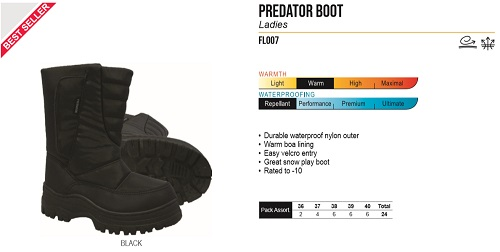 BEST SELLER
PREDATOR BOOT
Ladies
FL007
WARMTH
Light Warm High Maximal
WATERPROOFING
Repellant Performance Premium Ultimate
• Durable waterproof nylon outer
• Warm boa lining
• Easy velcro entry
• Great snow play boot
• Rated to -10
Pack Assort. 36 37 38 39 40 Total
2 4 6 6 6 24
BLACK